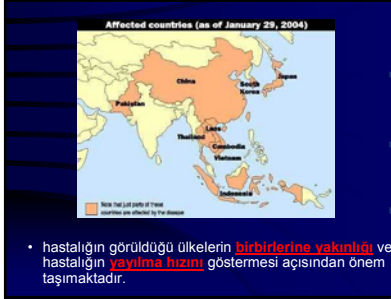 Affected countries (as of January 29, 2004)
China
South
Korea
Japan
Pakistan
Laos
Thailand
Cambodia
Vietnam
Indonesia
Note that just parts of these
countries are affected by the disease
• hastalığın görüldüğü ülkelerin birbirlerine yakınlığı ve
hastalığın yayılma hızını göstermesi açısından önem
taşımaktadır.